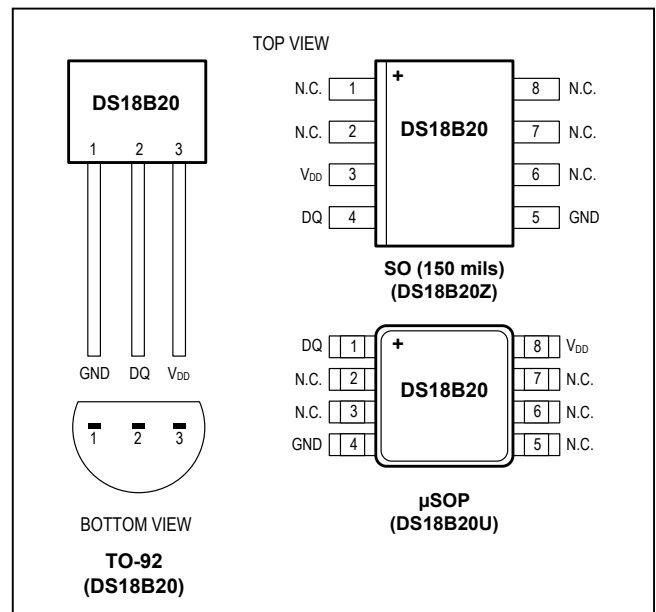 DS18B20
1 2 3
GND DQ VDD
1 2 3
BOTTOM VIEW
TO-92
(DS18B20)
TOP VIEW
N.C. 1 + 8 N.C.
N.C. 2 DS18B20 7 N.C.
VDD 3 6 N.C.
DQ 4 5 GND
SO (150 mils)
(DS18B20Z)
DQ 1 + 8 VDD
N.C. 2 DS18B20 7 N.C.
N.C. 3 6 N.C.
GND 4 5 N.C.
µSOP
(DS18B20U)